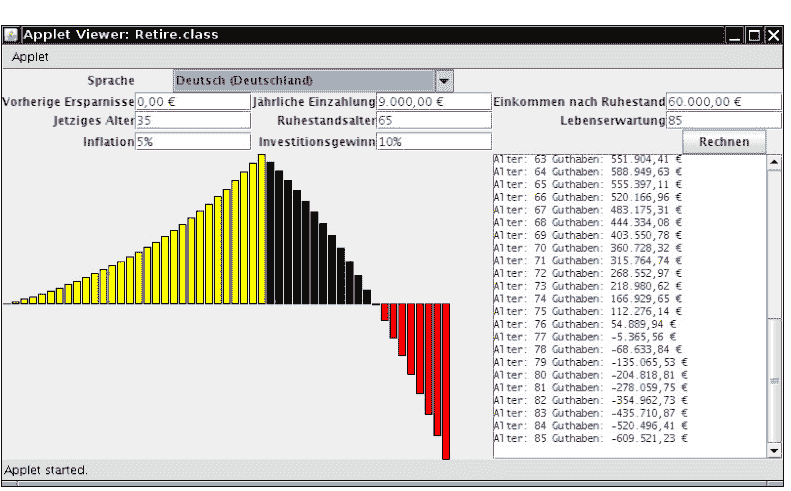 Applet Viewer: Retire.class
Applet
Sprache Deutsch (Deutschland)
Vorherige Ersparnisse 0,00 € Jährliche Einzahlung 9.000,00 € Einkommen nach Ruhestand 60.000,00 €
Jetziges Alter 35 Ruhestandsalter 65 Lebenserwartung 85
Inflation 5% Investitionsgewinn 10% Rechnen
Alter: 63 Guthaben: 551.904,41 €
Alter: 64 Guthaben: 588.949,63 €
Alter: 65 Guthaben: 555.397,11 €
Alter: 66 Guthaben: 520.166,96 €
Alter: 67 Guthaben: 483.175,31 €
Alter: 68 Guthaben: 444.334,08 €
Alter: 69 Guthaben: 403.550,78 €
Alter: 70 Guthaben: 360.728,32 €
Alter: 71 Guthaben: 315.764,74 €
Alter: 72 Guthaben: 268.552,97 €
Alter: 73 Guthaben: 218.980,62 €
Alter: 74 Guthaben: 166.929,65 €
Alter: 75 Guthaben: 112.276,14 €
Alter: 76 Guthaben: 54.889,94 €
Alter: 77 Guthaben: -5.365,56 €
Alter: 78 Guthaben: -68.633,84 €
Alter: 79 Guthaben: -135.065,53 €
Alter: 80 Guthaben: -204.818,81 €
Alter: 81 Guthaben: -278.059,75 €
Alter: 82 Guthaben: -354.962,73 €
Alter: 83 Guthaben: -435.710,87 €
Alter: 84 Guthaben: -520.496,41 €
Alter: 85 Guthaben: -609.521,23 €
Applet started.